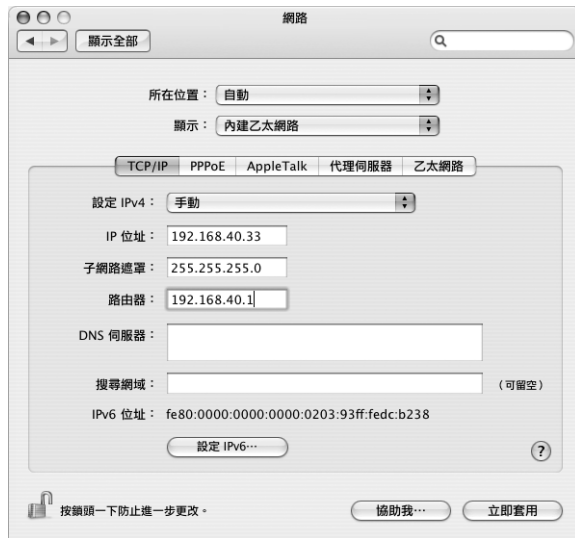 網路
顯示全部
所在位置： 自動
顯示： 內建乙太網路
TCP/IP PPPoE AppleTalk 代理伺服器 乙太網路
設定 IPv4： 手動
IP 位址： 192.168.40.33
子網路遮罩： 255.255.255.0
路由器： 192.168.40.1
DNS 伺服器：
搜尋網域： （可留空）
IPv6 位址： fe80:0000:0000:0000:0203:93ff:fedc:b238
設定 IPv6…
?
按鎖頭一下防止進一步更改。 協助我… 立即套用